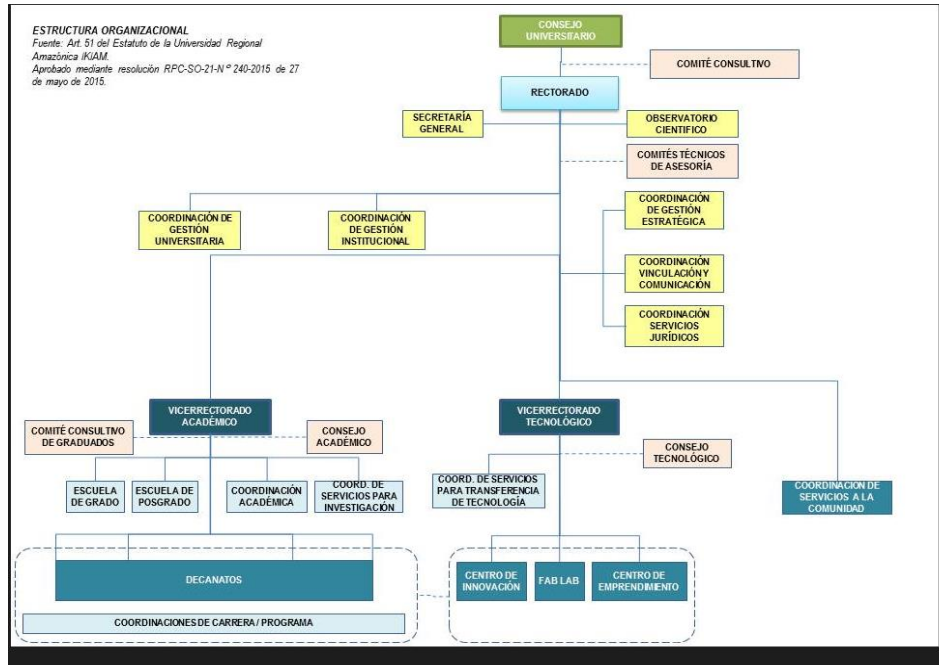 ESTRUCTURA ORGANIZACIONAL
Fuente: Art. 51 del Estatuto de la Universidad Regional
Amazónica IKIAM.
Aprobado mediante resolución RPC-SO-21-N º 240-2015 de 27
de mayo de 2015.
CONSEJO
UNIVERSITARIO
COMITÉ CONSULTIVO
RECTORADO
SECRETARÍA
GENERAL
OBSERVATORIO
CIENTIFICO
COMITÉS TÉCNICOS
DE ASESORÍA
COORDINACIÓN DE
GESTIÓN
UNIVERSITARIA
COORDINACIÓN
DE GESTIÓN
INSTITUCIONAL
COORDINACIÓN
DE GESTIÓN
ESTRATÉGICA
COORDINACIÓN
VINCULACIÓN Y
COMUNICACIÓN
COORDINACIÓN
SERVICIOS
JURÍDICOS
VICERRECTORADO
ACADÉMICO
VICERRECTORADO
TECNOLÓGICO
COMITÉ CONSULTIVO
DE GRADUADOS
CONSEJO
ACADÉMICO
CONSEJO
TECNOLÓGICO
ESCUELA
DE GRADO
ESCUELA DE
POSGRADO
COORDINACIÓN
ACADÉMICA
COORD. DE
SERVICIOS PARA
INVESTIGACIÓN
COORD. DE SERVICIOS
PARA TRANSFERENCIA
DE TECNOLOGÍA
COORDINACION DE
SERVICIOS A LA
COMUNIDAD
DECANATOS
CENTRO DE
INNOVACIÓN
FAB LAB
CENTRO DE
EMPRENDIMIENTO
COORDINACIONES DE CARRERA / PROGRAMA